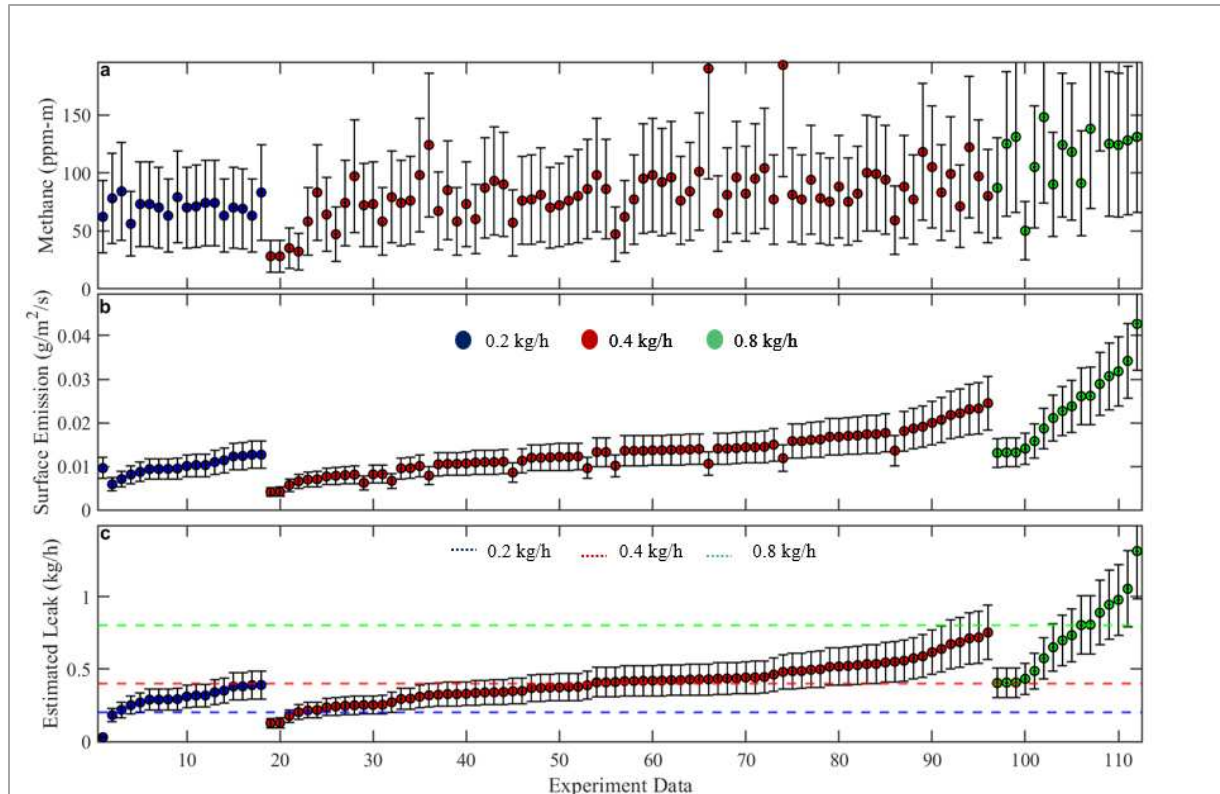 a
150
100
50
0
Methane (ppm-m)
b
0.04
0.03
0.02
0.01
0
Surface Emission (g/m²/s)
0.2 kg/h 0.4 kg/h 0.8 kg/h
c
0.2 kg/h 0.4 kg/h 0.8 kg/h
1
0.5
0
Estimated Leak (kg/h)
10 20 30 40 50 60 70 80 90 100 110
Experiment Data